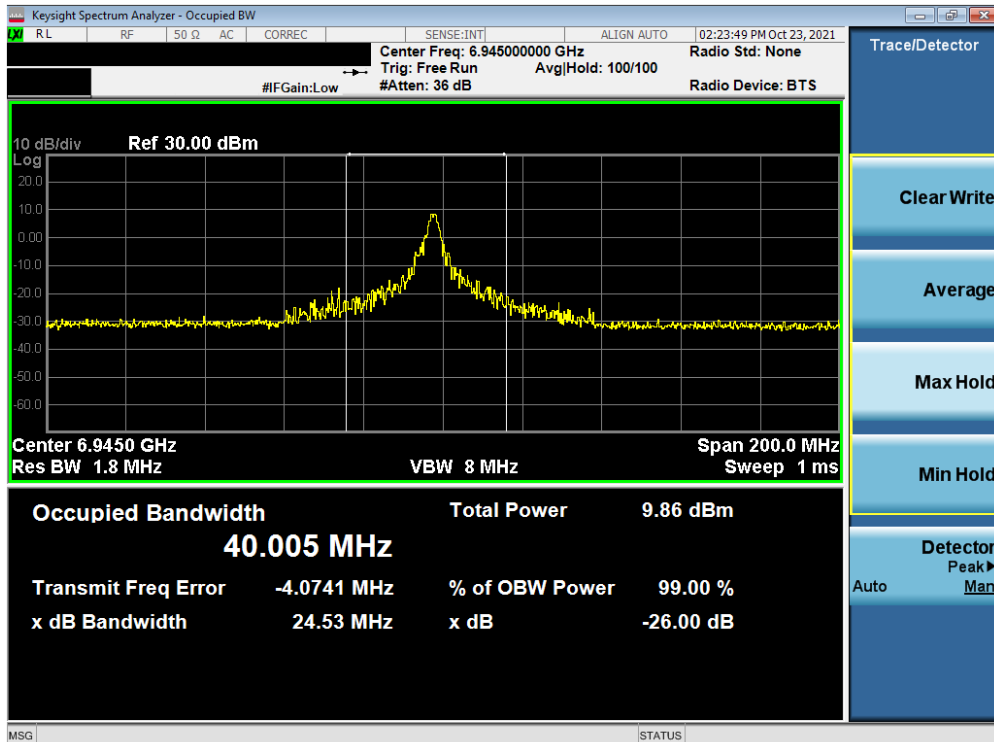 Keysight Spectrum Analyzer - Occupied BW
LXI RL RF 50 Ω AC CORREC SENSE:INT ALIGN AUTO 02:23:49 PM Oct 23, 2021
Center Freq: 6.945000000 GHz Radio Std: None
Trig: Free Run Avg|Hold: 100/100
#IFGain:Low #Atten: 36 dB Radio Device: BTS
Trace/Detector
10 dB/div Ref 30.00 dBm
Log
20.0
10.0
0.00
-10.0
-20.0
-30.0
-40.0
-50.0
-60.0
Center 6.9450 GHz Span 200.0 MHz
Res BW 1.8 MHz VBW 8 MHz Sweep 1 ms
Occupied Bandwidth Total Power 9.86 dBm
40.005 MHz
Transmit Freq Error -4.0741 MHz % of OBW Power 99.00 %
x dB Bandwidth 24.53 MHz x dB -26.00 dB
Clear Write
Average
Max Hold
Min Hold
Detector
Peak▶
Auto Man
MSG STATUS